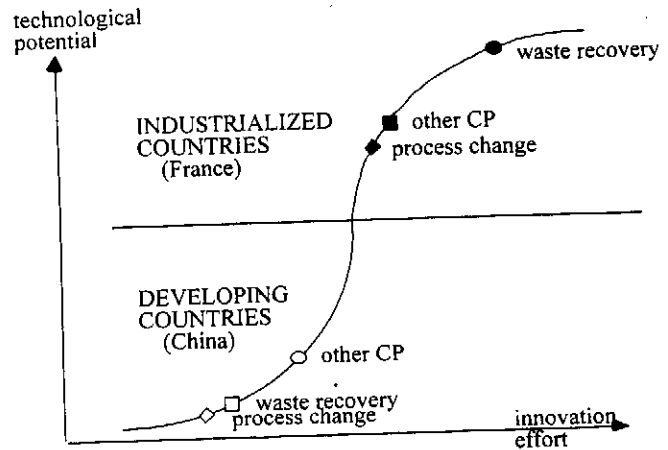 technological
potential
waste recovery
INDUSTRIALIZED
COUNTRIES
(France)
other CP
process change
DEVELOPING
COUNTRIES
(China)
other CP
waste recovery
process change
innovation
effort